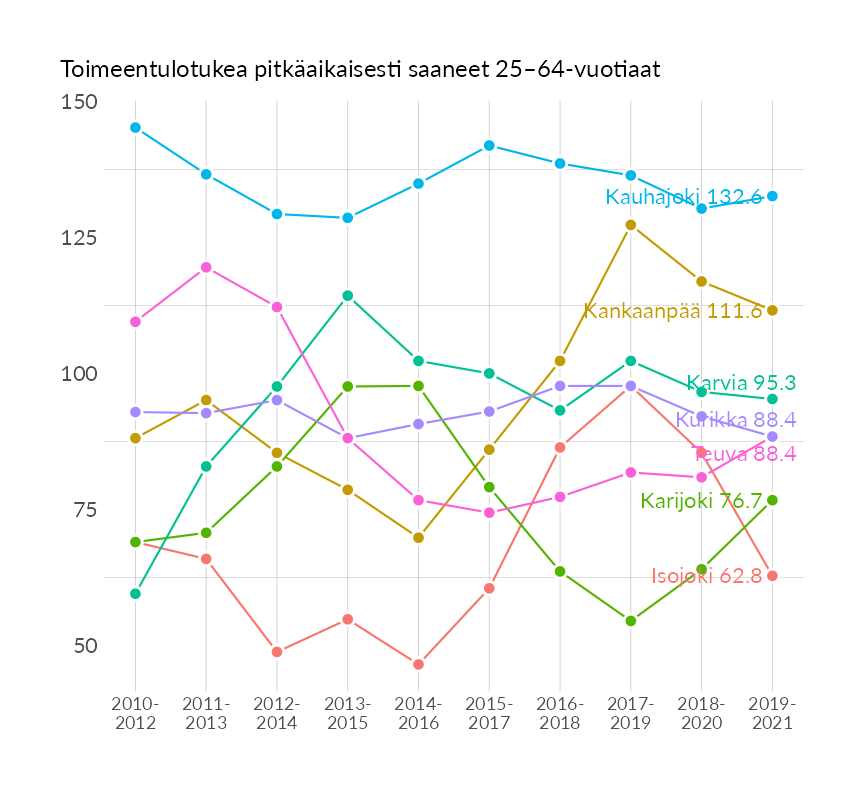 Toimeentulotukea pitkäaikaisesti saaneet 25–64-vuotiaat
150
125
100
75
50
Kauhajoki 132.6
Kankaanpää 111.6
Karvia 95.3
Kurikka 88.4
Teuva 88.4
Karijoki 76.7
Isojoki 62.8
2010- 2011- 2012- 2013- 2014- 2015- 2016- 2017- 2018- 2019-
2012 2013 2014 2015 2016 2017 2018 2019 2020 2021